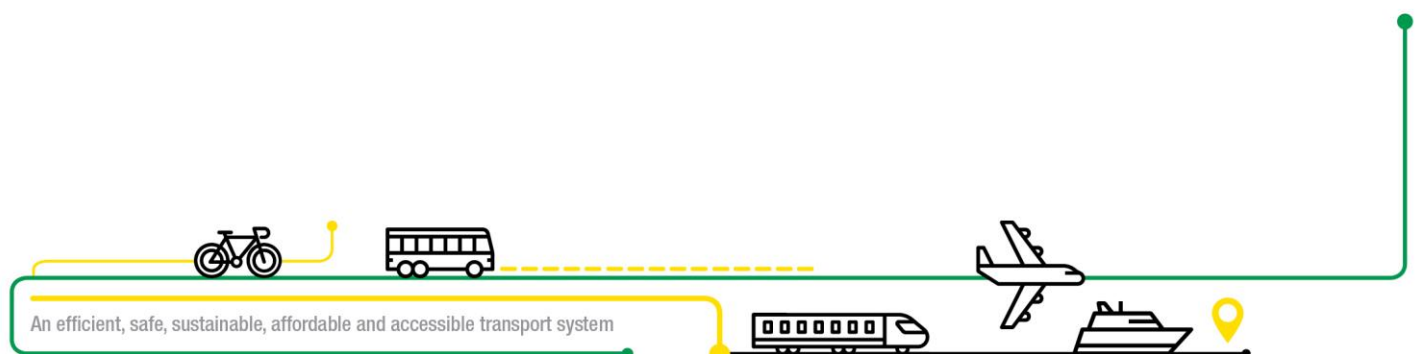 An efficient, safe, sustainable, affordable and accessible transport system